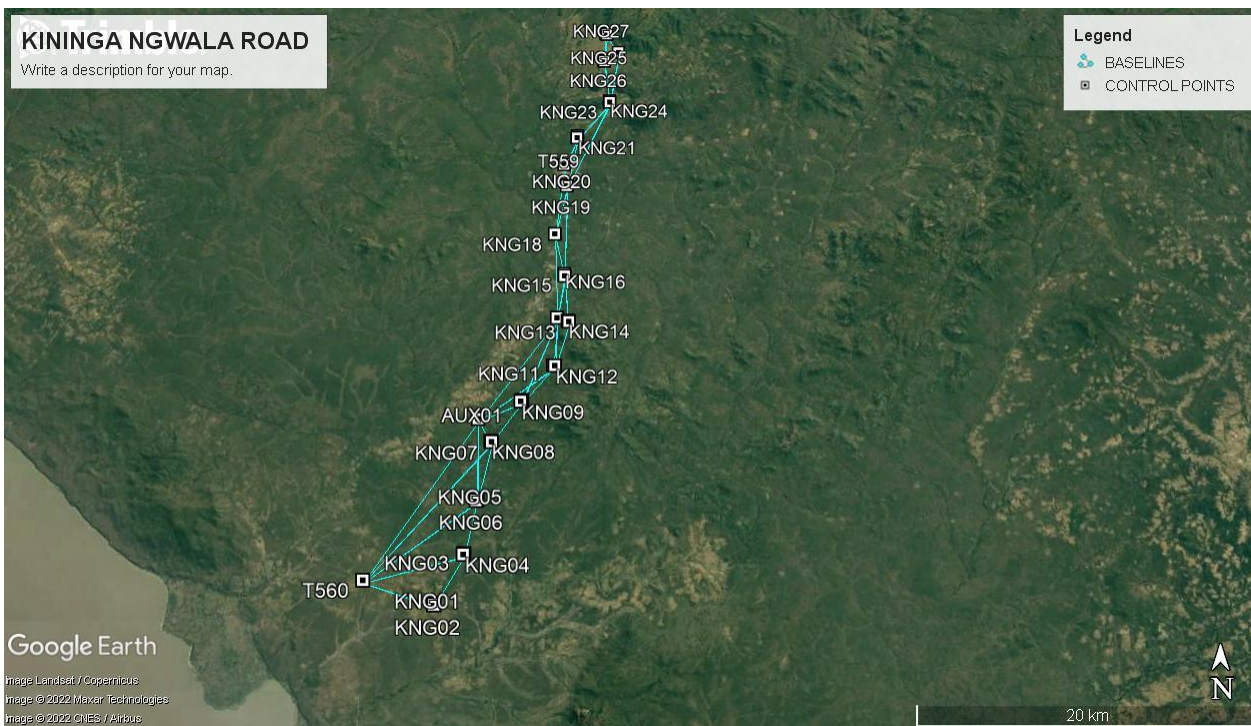 KININGA NGWALA ROAD
Write a description for your map.
Legend
BASELINES
CONTROL POINTS
KNG27
KNG25
KNG26
KNG23
KNG24
KNG21
T559
KNG20
KNG19
KNG18
KNG15
KNG16
KNG13
KNG14
KNG11
KNG12
AUX01
KNG09
KNG07
KNG08
KNG05
KNG06
KNG03
KNG04
T560
KNG01
KNG02
Google Earth
Image Landsat / Copernicus
Image © 2022 Maxar Technologies
Image © 2022 CNES / Airbus
N
20 km